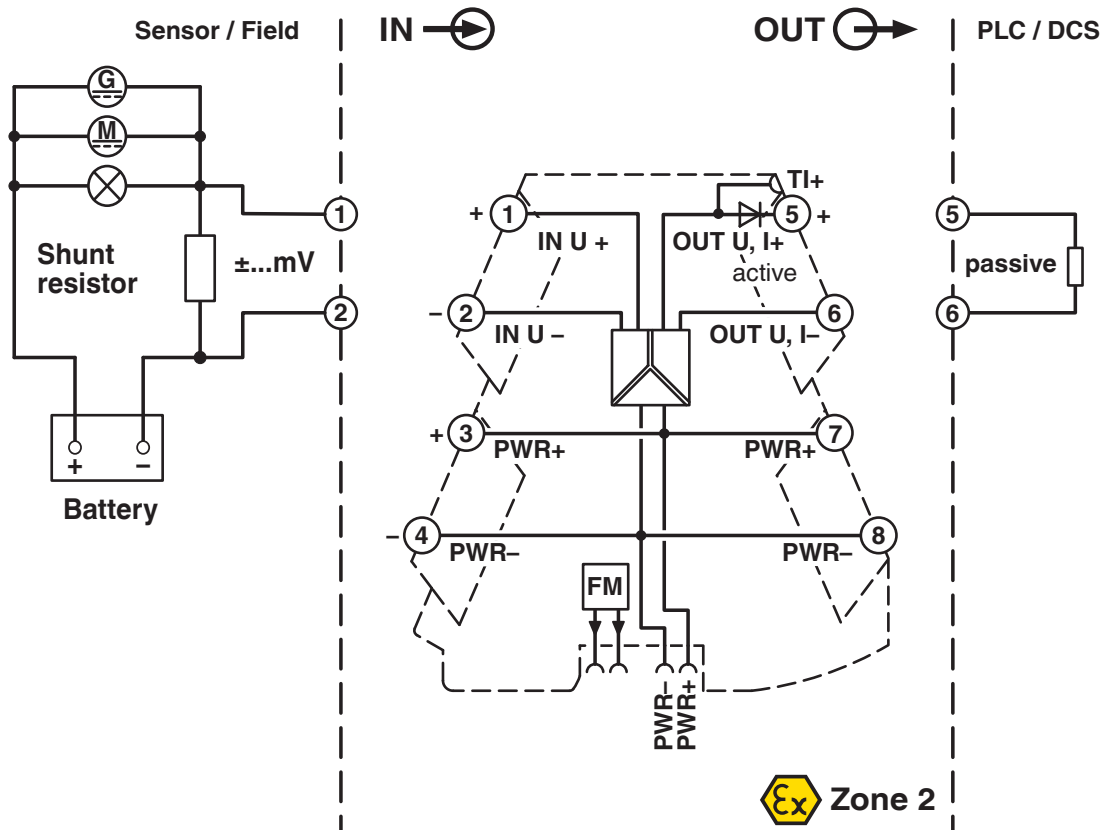 Sensor / Field
IN
OUT
PLC / DCS
G
M
Shunt
resistor
±...mV
1
2
+
–
Battery
TI+
+ 1
5 +
IN U +
OUT U, I+
active
– 2
6
IN U –
OUT U, I–
+ 3
7
PWR+
PWR+
– 4
8
PWR–
PWR–
FM
PWR–
PWR+
5
passive
6
Ex Zone 2